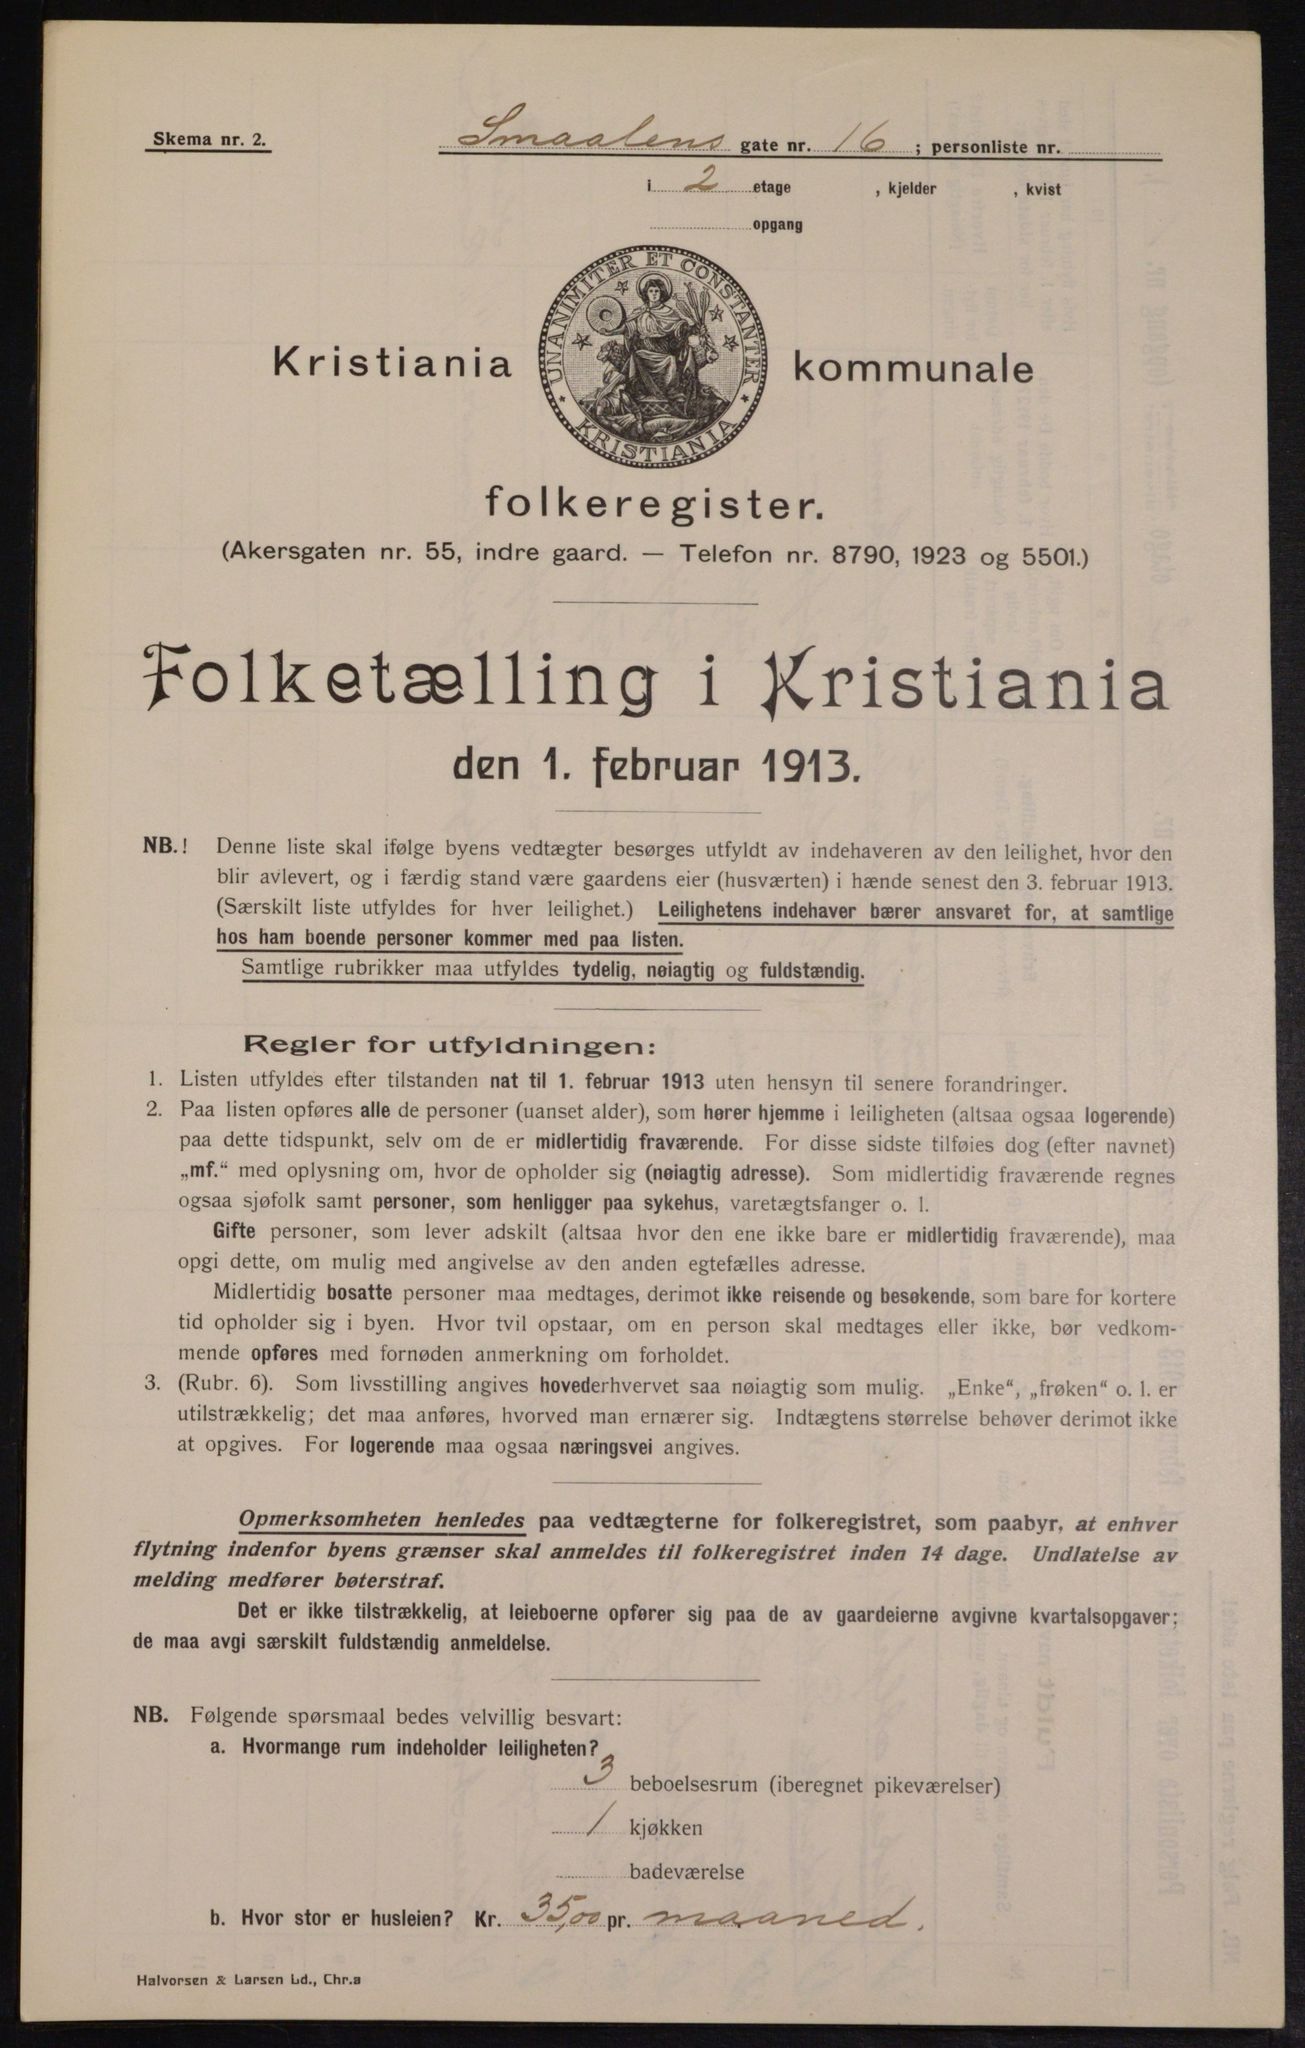 Skema nr. 2.
Smaalens gate nr. 16 ; personliste nr.
i 2 etage , kjelder , kvist
opgang
UNANIMITER ET CONSTANTER
KRISTIANIA
Kristiania kommunale
folkeregister.
(Akersgaten nr. 55, indre gaard. — Telefon nr. 8790, 1923 og 5501.)
Folketælling i Kristiania
den 1. februar 1913.
NB.! Denne liste skal ifølge byens vedtægter besørges utfyldt av indehaveren av den leilighet, hvor den
blir avlevert, og i færdig stand være gaardens eier (husværten) i hænde senest den 3. februar 1913.
(Særskilt liste utfyldes for hver leilighet.) Leilighetens indehaver bærer ansvaret for, at samtlige
hos ham boende personer kommer med paa listen.
Samtlige rubrikker maa utfyldes tydelig, nøiagtig og fuldstændig.
Regler for utfyldningen:
1. Listen utfyldes efter tilstanden nat til 1. februar 1913 uten hensyn til senere forandringer.
2. Paa listen opføres alle de personer (uanset alder), som hører hjemme i leiligheten (altsaa ogsaa logerende)
paa dette tidspunkt, selv om de er midlertidig fraværende. For disse sidste tilføies dog (efter navnet)
„mf.“ med oplysning om, hvor de opholder sig (nøiagtig adresse). Som midlertidig fraværende regnes
ogsaa sjøfolk samt personer, som henligger paa sykehus, varetægtsfanger o. l.
Gifte personer, som lever adskilt (altsaa hvor den ene ikke bare er midlertidig fraværende), maa
opgi dette, om mulig med angivelse av den anden egtefælles adresse.
Midlertidig bosatte personer maa medtages, derimot ikke reisende og besøkende, som bare for kortere
tid opholder sig i byen. Hvor tvil opstaar, om en person skal medtages eller ikke, bør vedkom-
mende opføres med fornøden anmerkning om forholdet.
3. (Rubr. 6). Som livsstilling angives hovederhvervet saa nøiagtig som mulig. „Enke“, „frøken“ o. l. er
utilstrækkelig; det maa anføres, hvorved man ernærer sig. Indtægtens størrelse behøver derimot ikke
at opgives. For logerende maa ogsaa næringsvei angives.
Opmerksomheten henledes paa vedtægterne for folkeregistret, som paabyr, at enhver
flytning indenfor byens grænser skal anmeldes til folkeregistret inden 14 dage. Undlatelse av
melding medfører bøterstraf.
Det er ikke tilstrækkelig, at leieboerne opfører sig paa de av gaardeierne avgivne kvartalsopgaver;
de maa avgi særskilt fuldstændig anmeldelse.
NB. Følgende spørsmaal bedes velvillig besvart:
a. Hvormange rum indeholder leiligheten?
3 beboelsesrum (iberegnet pikeværelser)
1 kjøkken
badeværelse
b. Hvor stor er husleien? Kr. 35,00 pr. maaned.
Halvorsen & Larsen Ld., Chr.a